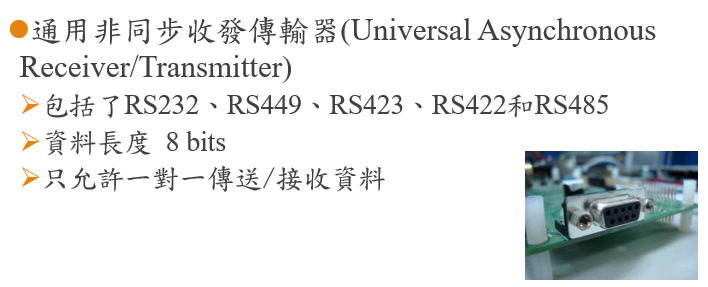 通用非同步收發傳輸器(Universal Asynchronous
Receiver/Transmitter)
包括了RS232、RS449、RS423、RS422和RS485
資料長度 8 bits
只允許一對一傳送/接收資料